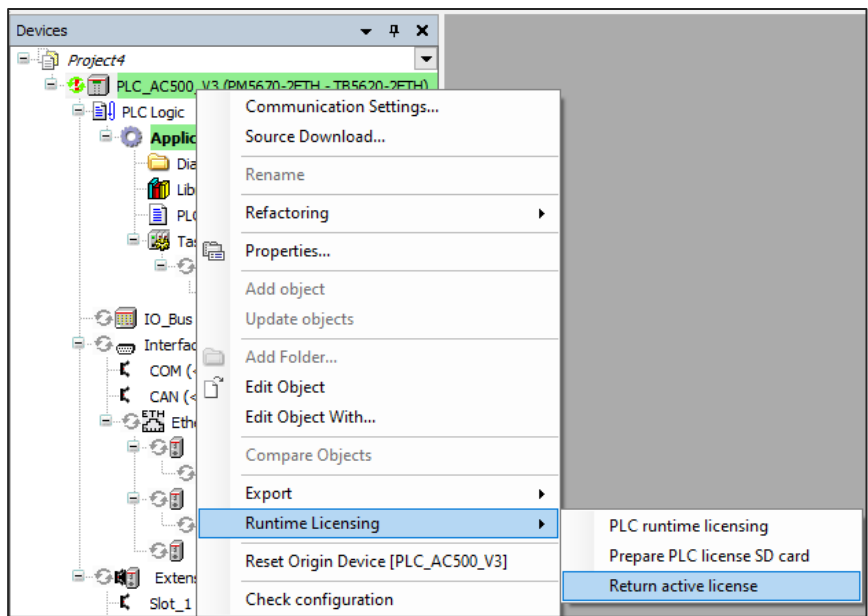 Devices
Project4
PLC_AC500_V3 (PM5670-2ETH - TB5620-2ETH)
PLC Logic
Applic
Dia
Lib
PLC
Tas
IO_Bus
Interfac
COM (<
CAN (<
ETH Ethe
Extens
Slot_1
Communication Settings...
Source Download...
Rename
Refactoring
Properties...
Add object
Update objects
Add Folder...
Edit Object
Edit Object With...
Compare Objects
Export
Runtime Licensing
Reset Origin Device [PLC_AC500_V3]
Check configuration
PLC runtime licensing
Prepare PLC license SD card
Return active license